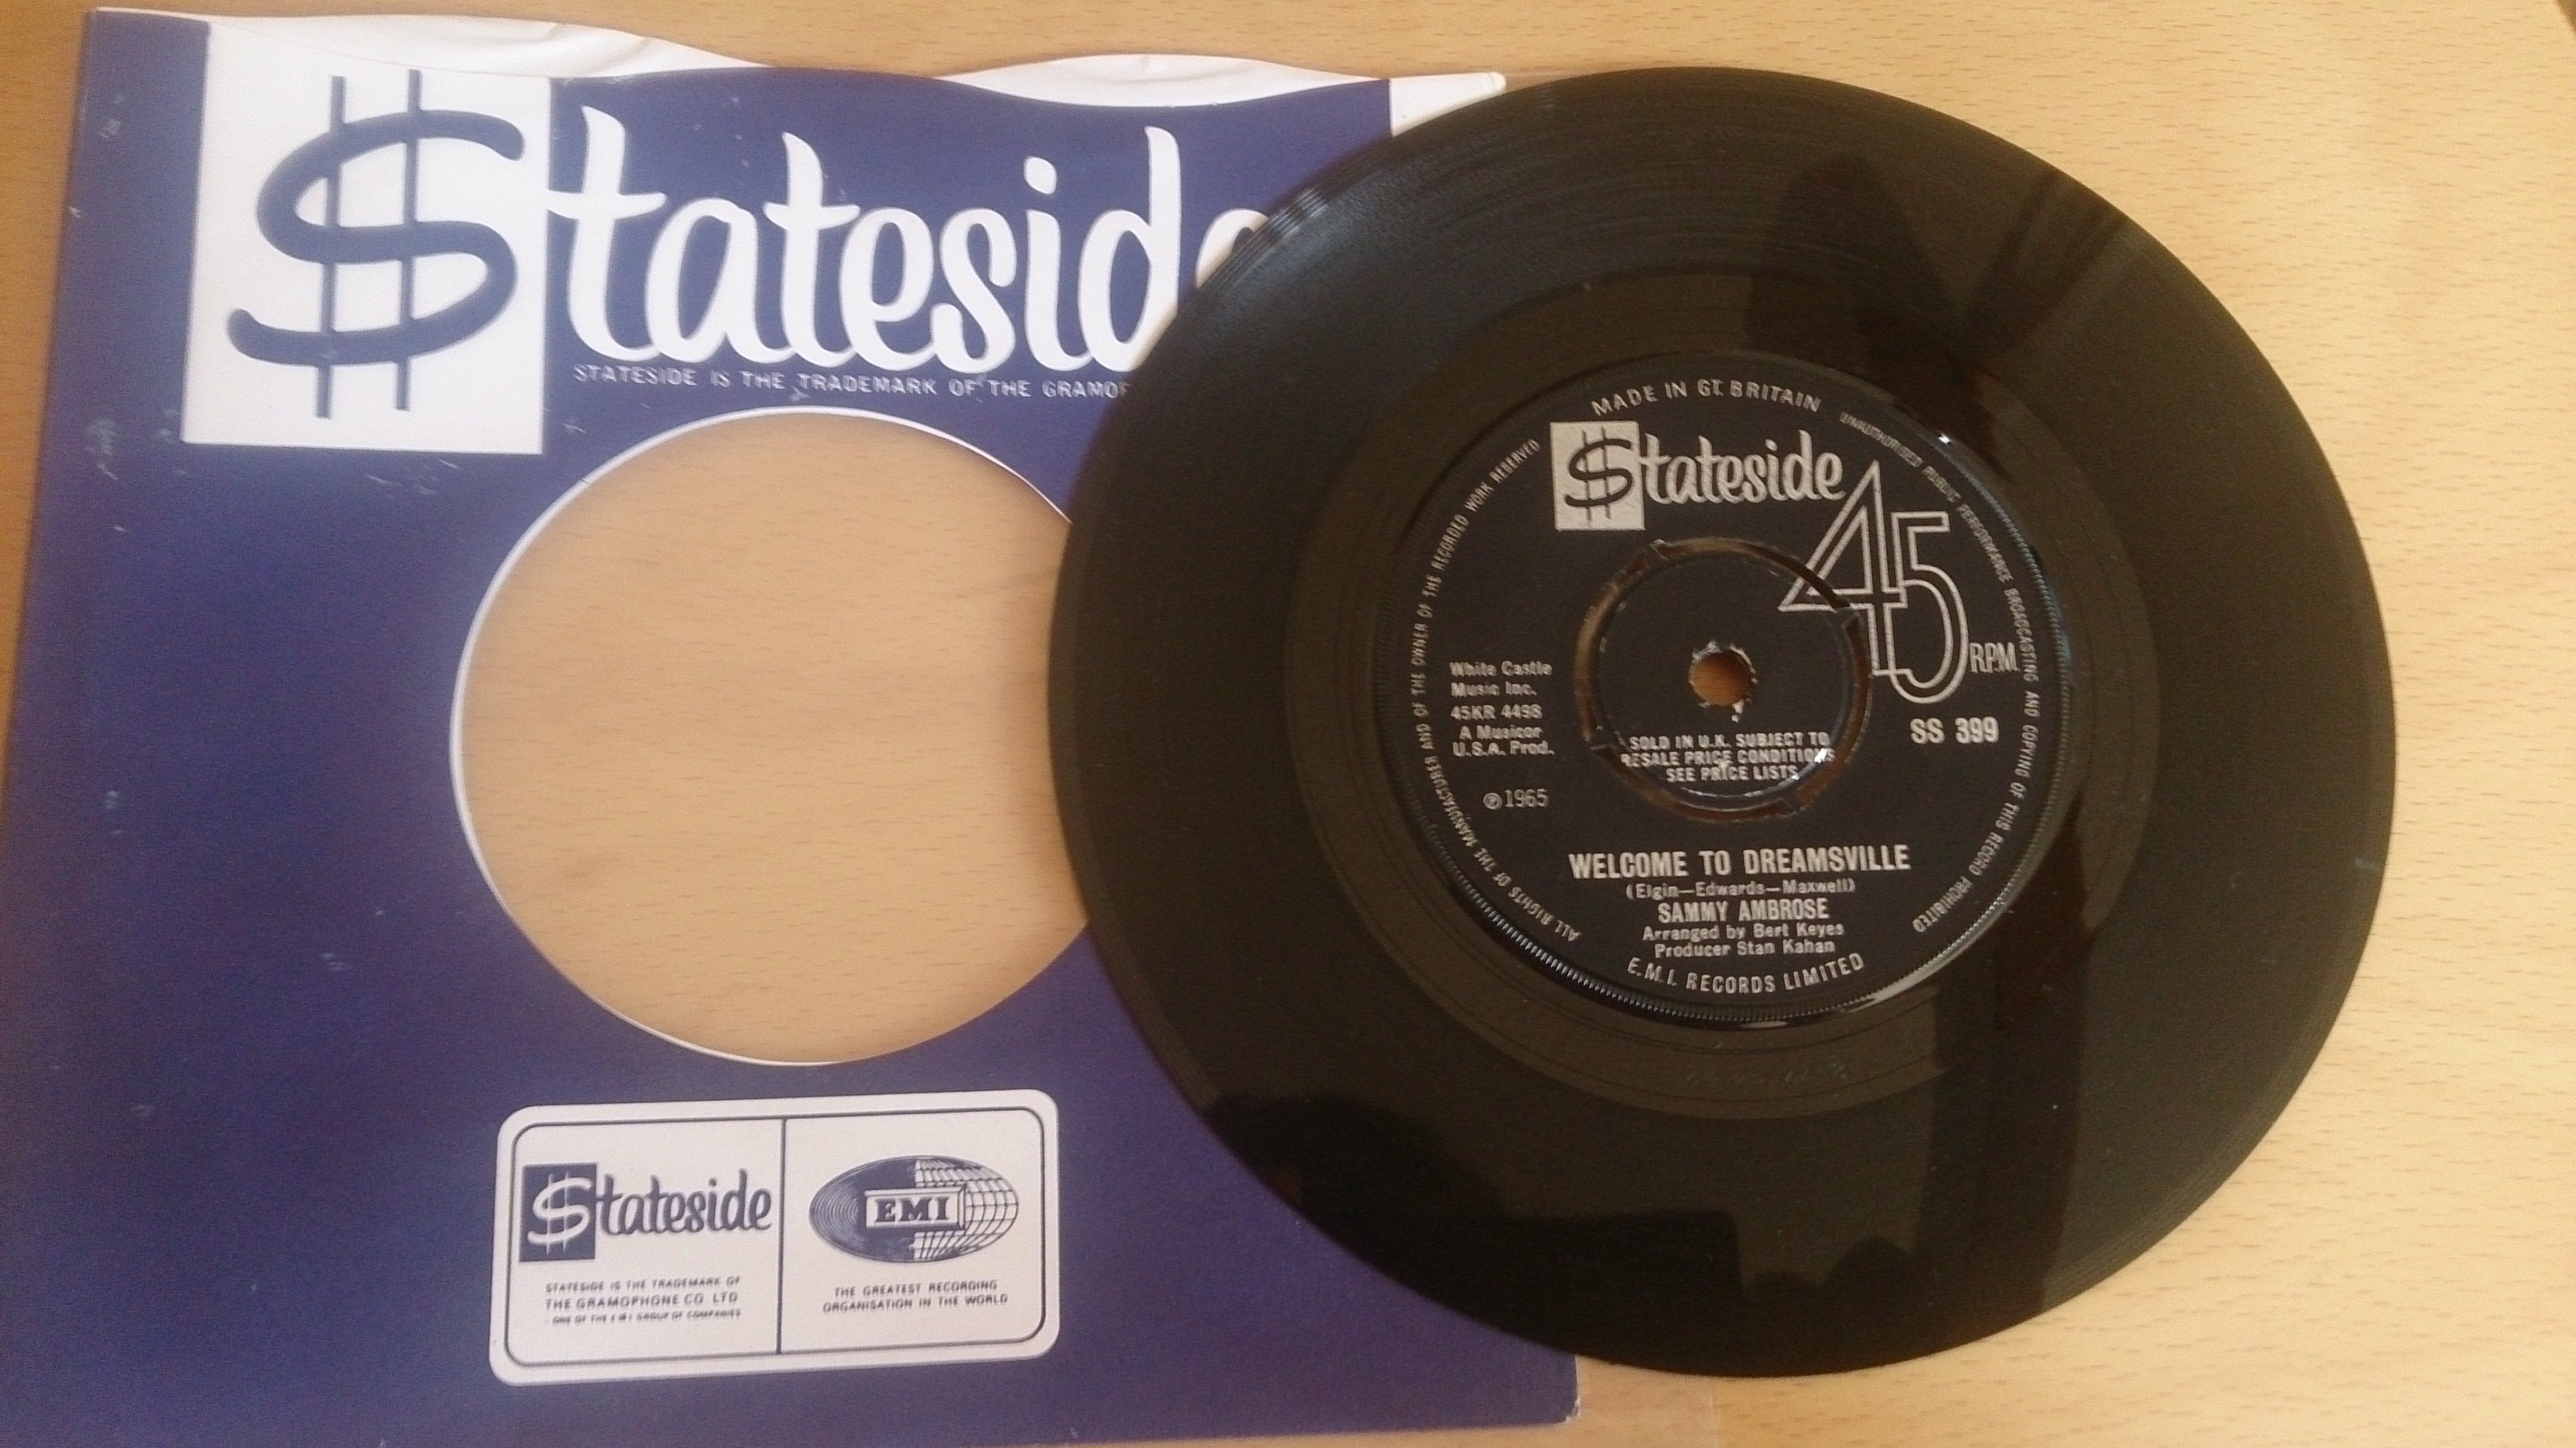 $tateside
STATESIDE IS THE TRADEMARK OF THE GRAMOP
$tateside
STATESIDE IS THE TRADEMARK OF
THE GRAMOPHONE CO. LTD
- ONE OF THE E M I GROUP OF COMPANIES
EMI
THE GREATEST RECORDING
ORGANISATION IN THE WORLD
MADE IN GT. BRITAIN
UNAUTHORISED PUBLIC PERFORMANCE BROADCASTING AND COPYING OF THIS RECORD PROHIBITED
ALL RIGHTS OF THE MANUFACTURER AND OF THE OWNER OF THE RECORDED WORK RESERVED
$tateside
45 RPM
White Castle
Music Inc.
45KR 4498
A Musicor
U.S.A. Prod.
℗1965
SS 399
SOLD IN U.K. SUBJECT TO
RESALE PRICE CONDITIONS
SEE PRICE LISTS
WELCOME TO DREAMSVILLE
(Elgin—Edwards—Maxwell)
SAMMY AMBROSE
Arranged by Bert Keyes
Producer Stan Kahan
E.M.I. RECORDS LIMITED